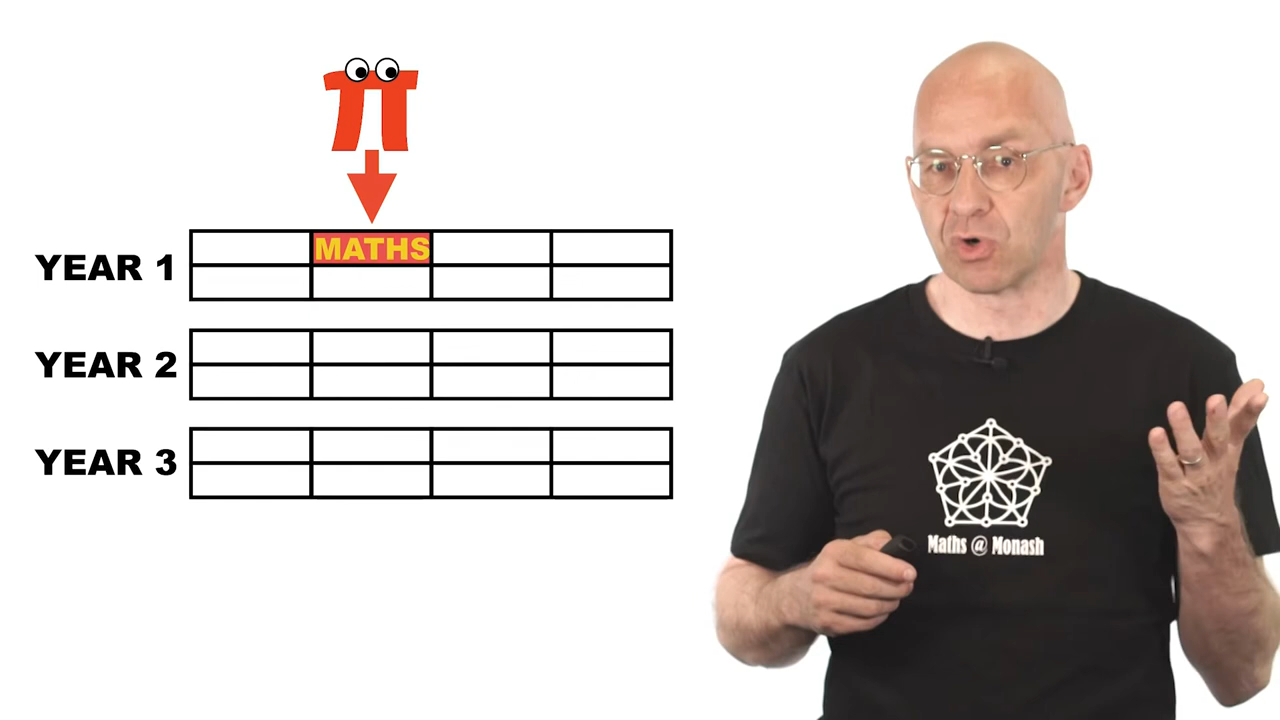 π
YEAR 1
MATHS
YEAR 2
YEAR 3
Maths @ Monash